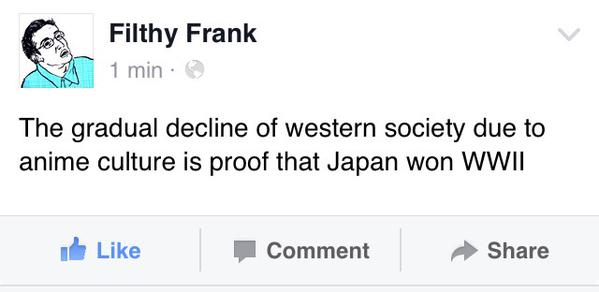 Filthy Frank
1 min ·
The gradual decline of western society due to
anime culture is proof that Japan won WWII
Like Comment Share